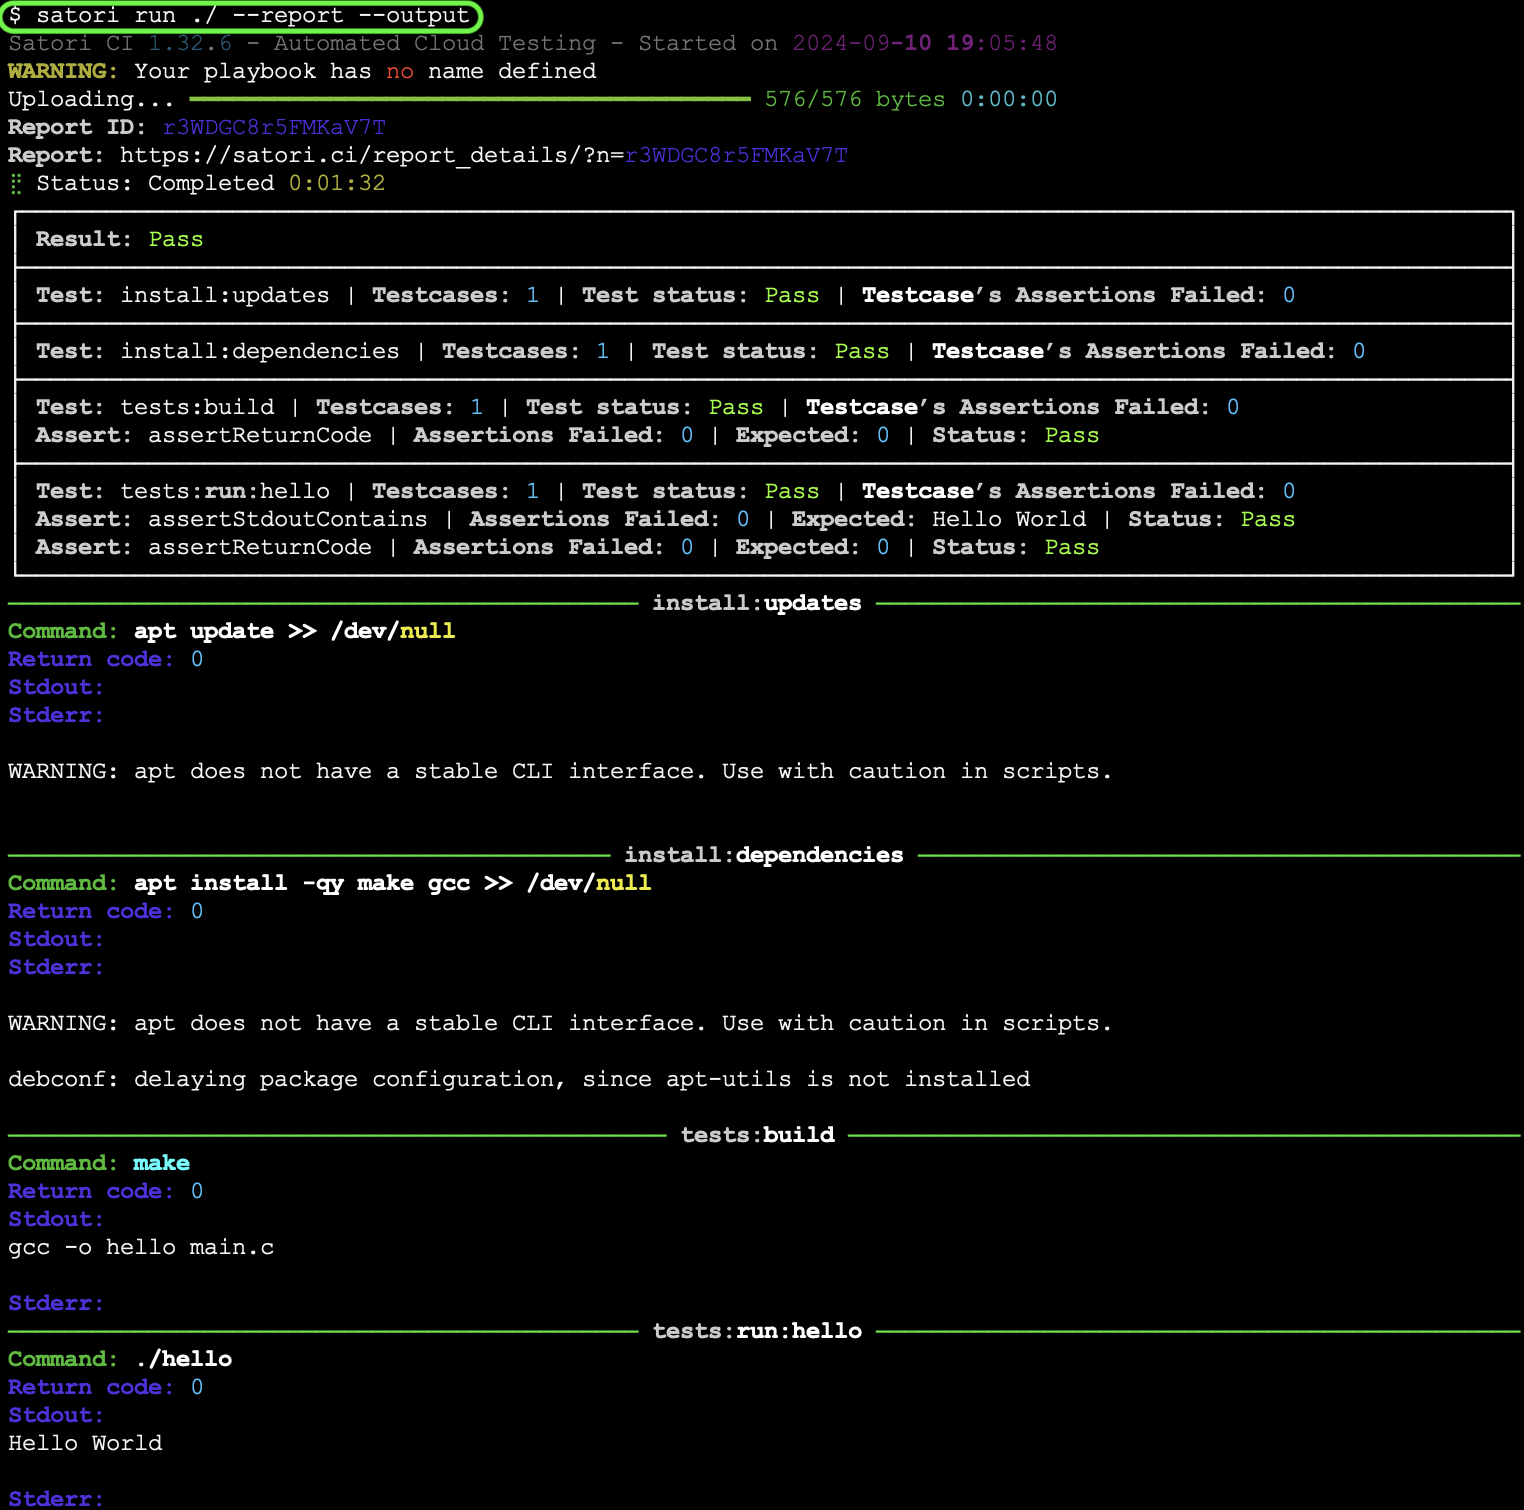 $ satori run ./ --report --output
Satori CI 1.32.6 - Automated Cloud Testing - Started on 2024-09-10 19:05:48
WARNING: Your playbook has no name defined
Uploading... 576/576 bytes 0:00:00
Report ID: r3WDGC8r5FMKaV7T
Report: https://satori.ci/report_details/?n=r3WDGC8r5FMKaV7T
Status: Completed 0:01:32
Result: Pass
Test: install:updates | Testcases: 1 | Test status: Pass | Testcase's Assertions Failed: 0
Test: install:dependencies | Testcases: 1 | Test status: Pass | Testcase's Assertions Failed: 0
Test: tests:build | Testcases: 1 | Test status: Pass | Testcase's Assertions Failed: 0
Assert: assertReturnCode | Assertions Failed: 0 | Expected: 0 | Status: Pass
Test: tests:run:hello | Testcases: 1 | Test status: Pass | Testcase's Assertions Failed: 0
Assert: assertStdoutContains | Assertions Failed: 0 | Expected: Hello World | Status: Pass
Assert: assertReturnCode | Assertions Failed: 0 | Expected: 0 | Status: Pass
install:updates
Command: apt update >> /dev/null
Return code: 0
Stdout:
Stderr:
WARNING: apt does not have a stable CLI interface. Use with caution in scripts.
install:dependencies
Command: apt install -qy make gcc >> /dev/null
Return code: 0
Stdout:
Stderr:
WARNING: apt does not have a stable CLI interface. Use with caution in scripts.
debconf: delaying package configuration, since apt-utils is not installed
tests:build
Command: make
Return code: 0
Stdout:
gcc -o hello main.c
Stderr:
tests:run:hello
Command: ./hello
Return code: 0
Stdout:
Hello World
Stderr: